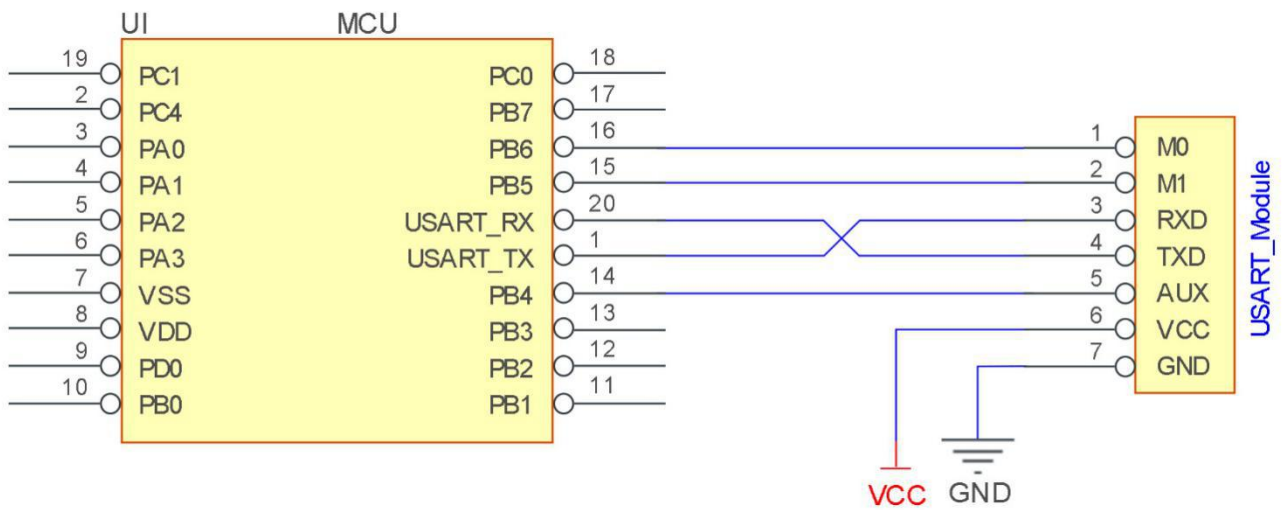 UI MCU
19 PC1 PC0 18
2 PC4 PB7 17
3 PA0 PB6 16 1 M0
4 PA1 PB5 15 2 M1
5 PA2 USART_RX 20 3 RXD
6 PA3 USART_TX 1 4 TXD
7 VSS PB4 14 5 AUX
8 VDD PB3 13 6 VCC
9 PD0 PB2 12 7 GND
10 PB0 PB1 11
USART_Module
VCC GND